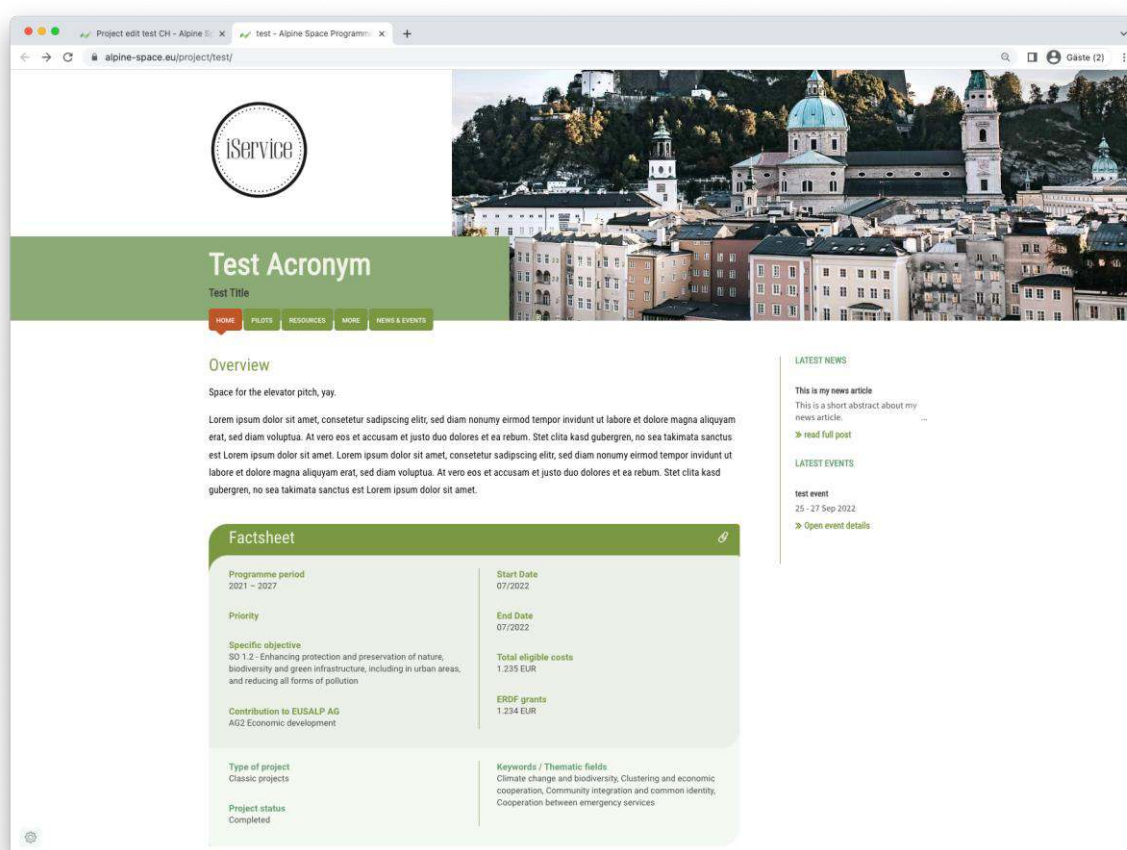 Project edit test CH - Alpine S
test - Alpine Space Programm
alpine-space.eu/project/test/
Gäste (2)
iService
Test Acronym
Test Title
HOME
PILOTS
RESOURCES
MORE
NEWS & EVENTS
Overview
Space for the elevator pitch, yay.
Lorem ipsum dolor sit amet, consetetur sadipscing elitr, sed diam nonumy eirmod tempor invidunt ut labore et dolore magna aliquyam
erat, sed diam voluptua. At vero eos et accusam et justo duo dolores et ea rebum. Stet clita kasd gubergren, no sea takimata sanctus
est Lorem ipsum dolor sit amet. Lorem ipsum dolor sit amet, consetetur sadipscing elitr, sed diam nonumy eirmod tempor invidunt ut
labore et dolore magna aliquyam erat, sed diam voluptua. At vero eos et accusam et justo duo dolores et ea rebum. Stet clita kasd
gubergren, no sea takimata sanctus est Lorem ipsum dolor sit amet.
LATEST NEWS
This is my news article
This is a short abstract about my
news article. ...
» read full post
LATEST EVENTS
test event
25 - 27 Sep 2022
» Open event details
Factsheet
Programme period
2021 – 2027
Priority
Specific objective
SO 1.2 - Enhancing protection and preservation of nature,
biodiversity and green infrastructure, including in urban areas,
and reducing all forms of pollution
Contribution to EUSALP AG
AG2 Economic development
Start Date
07/2022
End Date
07/2022
Total eligible costs
1.235 EUR
ERDF grants
1.234 EUR
Type of project
Classic projects
Project status
Completed
Keywords / Thematic fields
Climate change and biodiversity, Clustering and economic
cooperation, Community integration and common identity,
Cooperation between emergency services